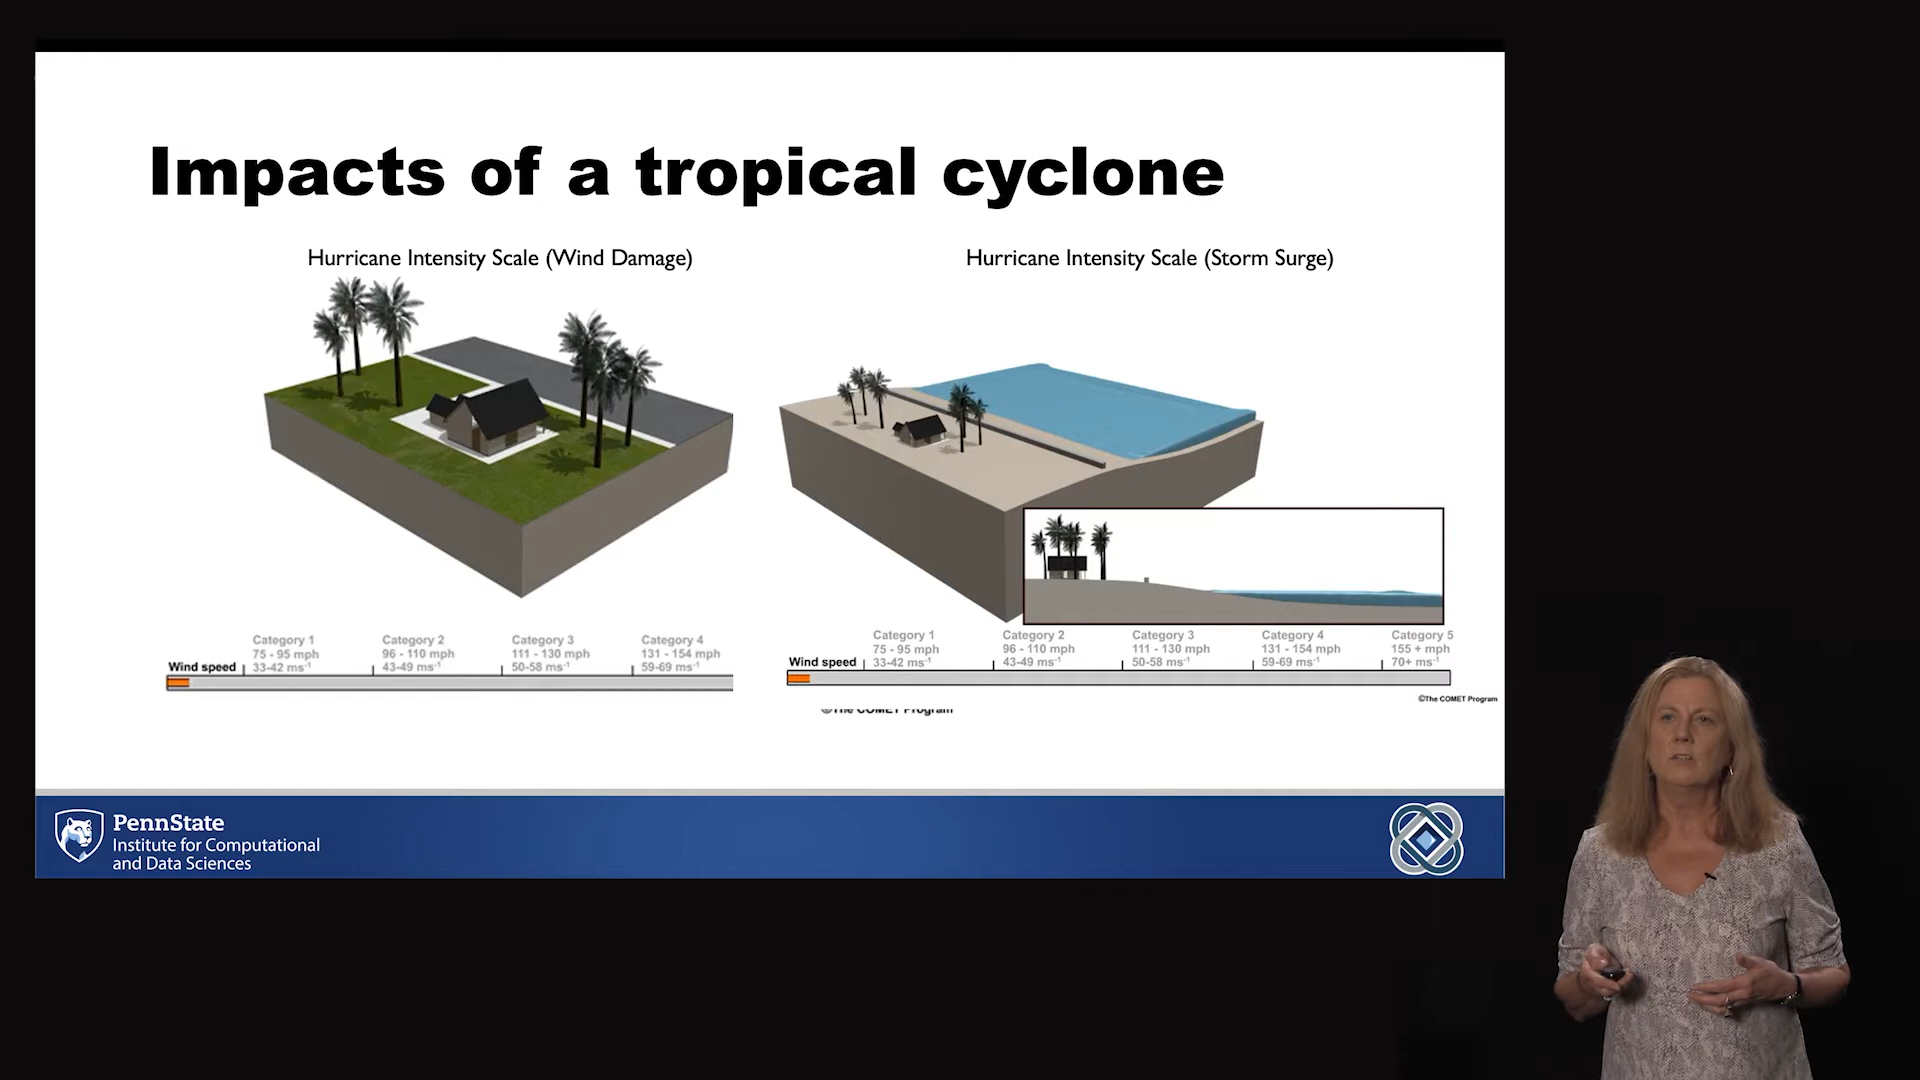 Impacts of a tropical cyclone
Hurricane Intensity Scale (Wind Damage)
Category 1
75 - 95 mph
33-42 ms⁻¹
Category 2
96 - 110 mph
43-49 ms⁻¹
Category 3
111 - 130 mph
50-58 ms⁻¹
Category 4
131 - 154 mph
59-69 ms⁻¹
Wind speed
Hurricane Intensity Scale (Storm Surge)
Category 1
75 - 95 mph
33-42 ms⁻¹
Category 2
96 - 110 mph
43-49 ms⁻¹
Category 3
111 - 130 mph
50-58 ms⁻¹
Category 4
131 - 154 mph
59-69 ms⁻¹
Category 5
155 + mph
70+ ms⁻¹
Wind speed
©The COMET Program
©The COMET Program
PennState
Institute for Computational
and Data Sciences